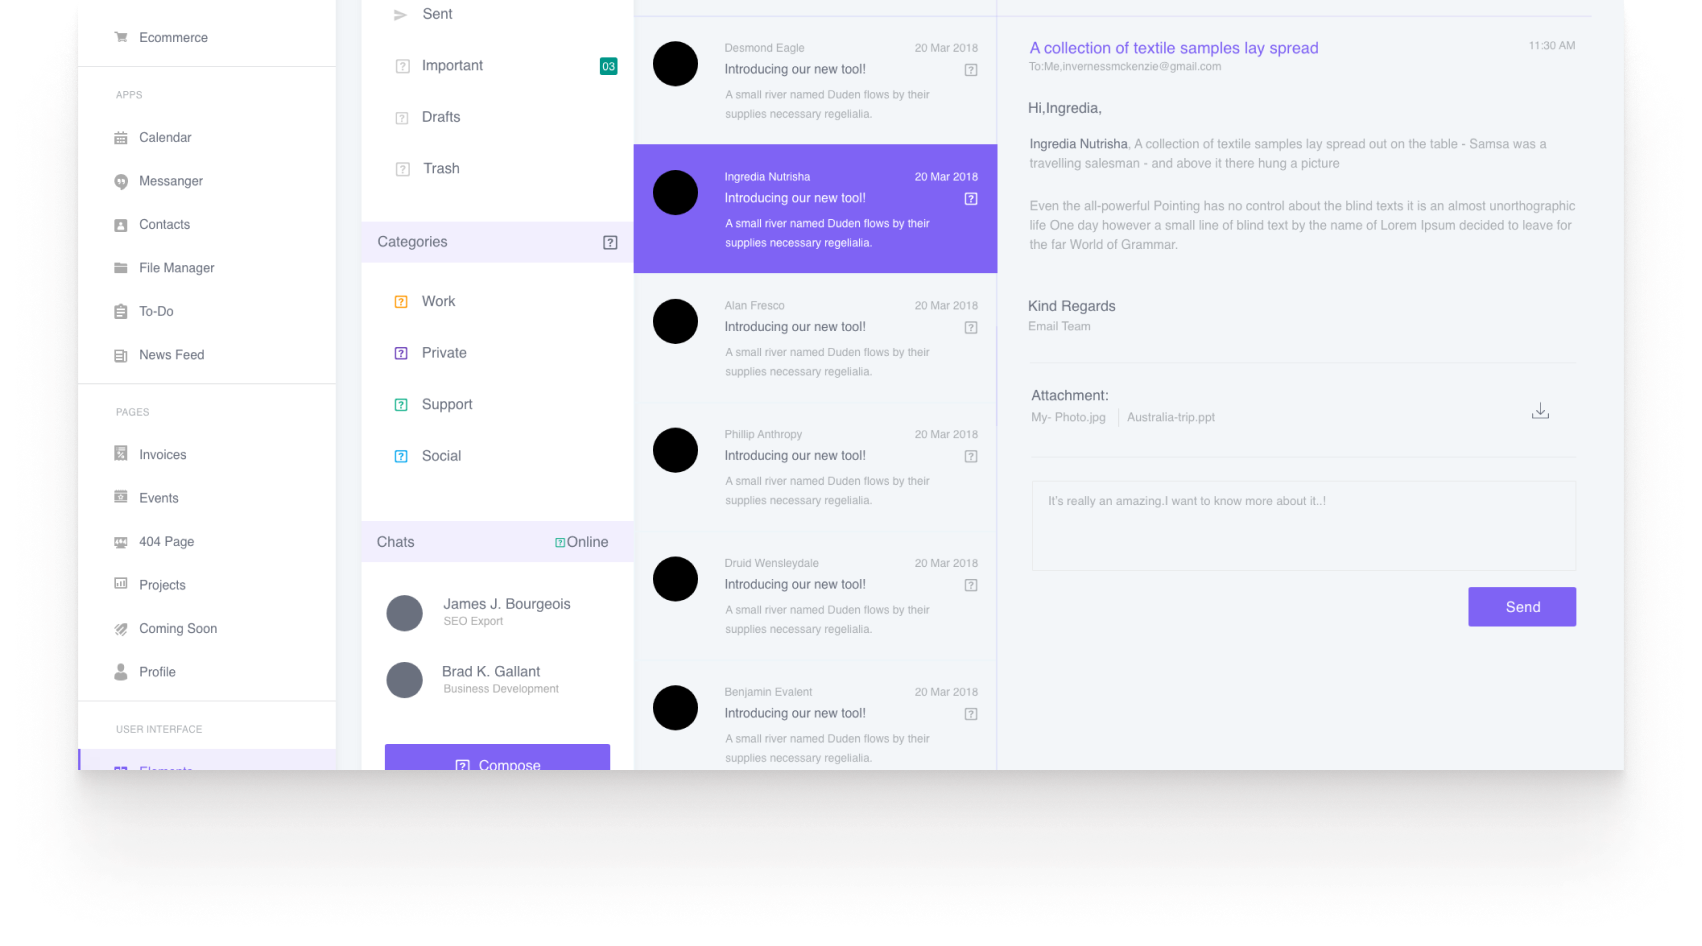 Ecommerce
APPS
Calendar
Messanger
Contacts
File Manager
To-Do
News Feed
PAGES
Invoices
Events
404 Page
Projects
Coming Soon
Profile
USER INTERFACE
Elements
Sent
Important 03
Drafts
Trash
Categories
Work
Private
Support
Social
Chats Online
James J. Bourgeois
SEO Export
Brad K. Gallant
Business Development
Compose
Desmond Eagle 20 Mar 2018
Introducing our new tool!
A small river named Duden flows by their
supplies necessary regelialia.
Ingredia Nutrisha 20 Mar 2018
Introducing our new tool!
A small river named Duden flows by their
supplies necessary regelialia.
Alan Fresco 20 Mar 2018
Introducing our new tool!
A small river named Duden flows by their
supplies necessary regelialia.
Phillip Anthropy 20 Mar 2018
Introducing our new tool!
A small river named Duden flows by their
supplies necessary regelialia.
Druid Wensleydale 20 Mar 2018
Introducing our new tool!
A small river named Duden flows by their
supplies necessary regelialia.
Benjamin Evalent 20 Mar 2018
Introducing our new tool!
A small river named Duden flows by their
supplies necessary regelialia.
A collection of textile samples lay spread 11:30 AM
To:Me,invernessmckenzie@gmail.com
Hi,Ingredia,
Ingredia Nutrisha, A collection of textile samples lay spread out on the table - Samsa was a
travelling salesman - and above it there hung a picture
Even the all-powerful Pointing has no control about the blind texts it is an almost unorthographic
life One day however a small line of blind text by the name of Lorem Ipsum decided to leave for
the far World of Grammar.
Kind Regards
Email Team
Attachment:
My- Photo.jpg Australia-trip.ppt
It's really an amazing.I want to know more about it..!
Send